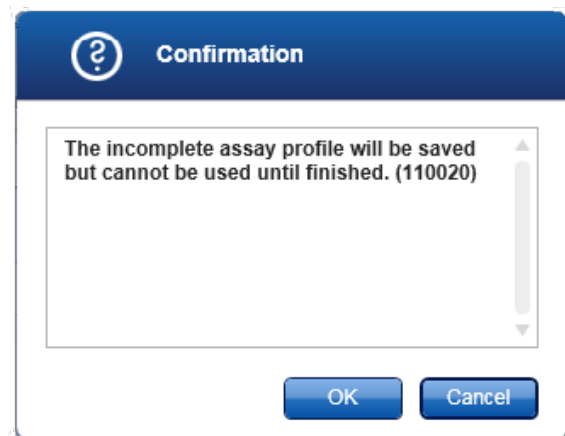 Confirmation
The incomplete assay profile will be saved
but cannot be used until finished. (110020)
OK
Cancel